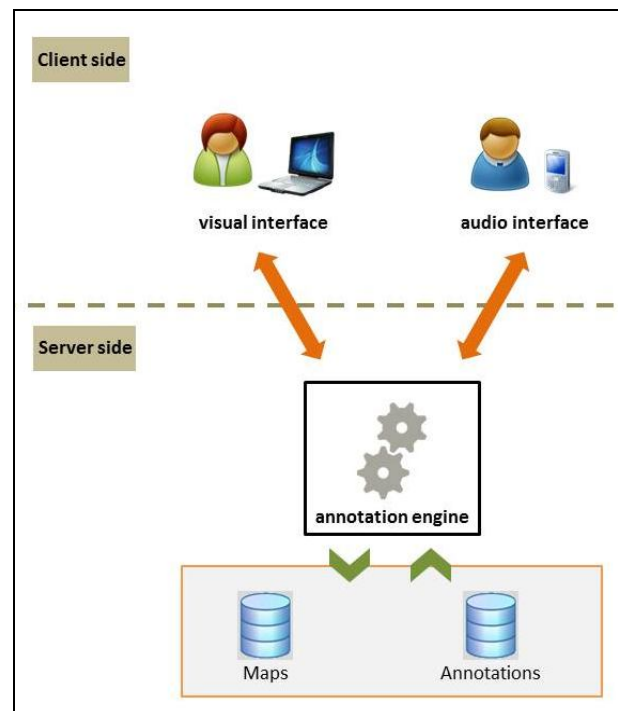 Client side
visual interface
audio interface
Server side
annotation engine
Maps
Annotations